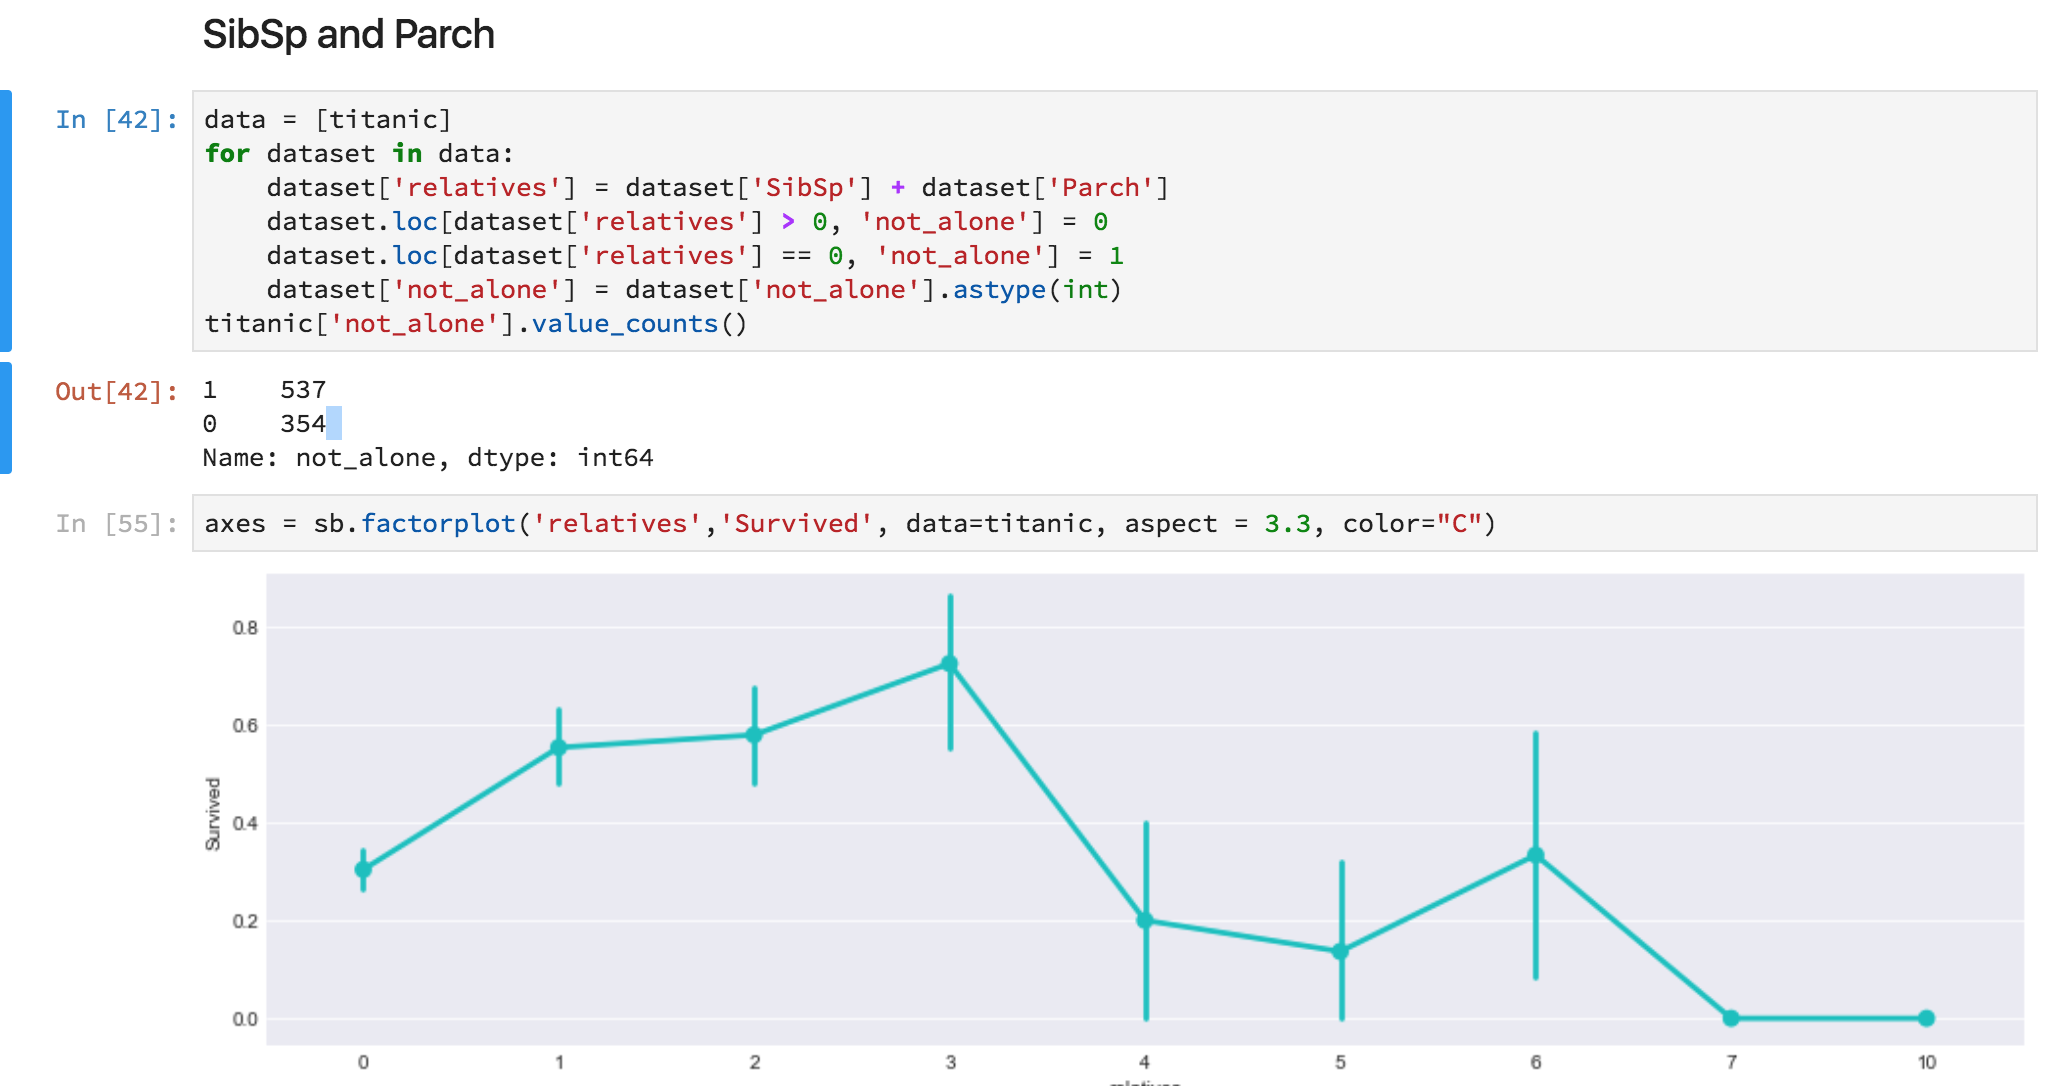 SibSp and Parch
In [42]:
data = [titanic]
for dataset in data:
    dataset['relatives'] = dataset['SibSp'] + dataset['Parch']
    dataset.loc[dataset['relatives'] > 0, 'not_alone'] = 0
    dataset.loc[dataset['relatives'] == 0, 'not_alone'] = 1
    dataset['not_alone'] = dataset['not_alone'].astype(int)
titanic['not_alone'].value_counts()
Out[42]:
1    537
0    354
Name: not_alone, dtype: int64
In [55]:
axes = sb.factorplot('relatives','Survived', data=titanic, aspect = 3.3, color="C")
0.8
0.6
0.4
0.2
0.0
Survived
0 1 2 3 4 5 6 7 10
relatives